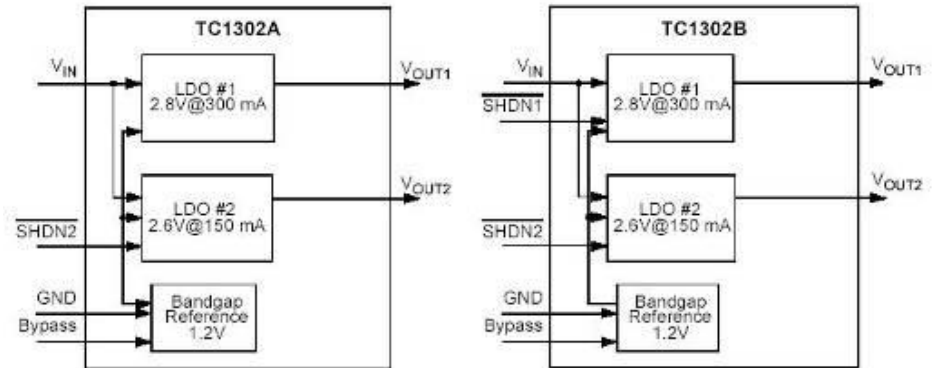 TC1302A
VIN
LDO #1
2.8V@300 mA
VOUT1
LDO #2
2.6V@150 mA
VOUT2
SHDN2
GND
Bypass
Bandgap
Reference
1.2V
TC1302B
VIN
SHDN1
LDO #1
2.8V@300 mA
VOUT1
LDO #2
2.6V@150 mA
VOUT2
SHDN2
GND
Bypass
Bandgap
Reference
1.2V